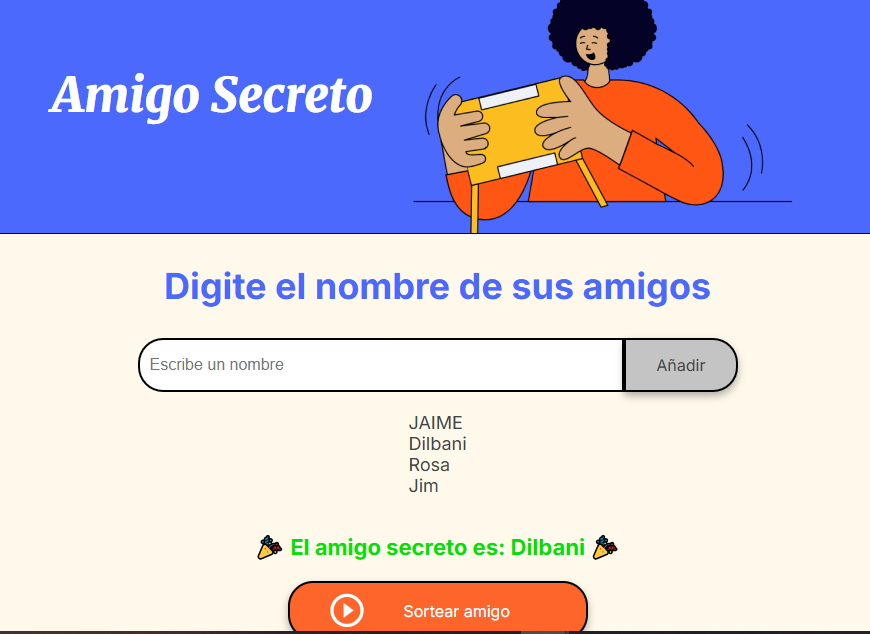 Amigo Secreto
Digite el nombre de sus amigos
Escribe un nombre
Añadir
JAIME
Dilbani
Rosa
Jim
🎉 El amigo secreto es: Dilbani 🎉
Sortear amigo